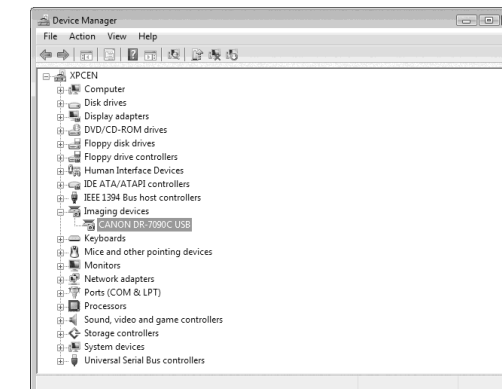 Device Manager
File Action View Help
XPCEN
Computer
Disk drives
Display adapters
DVD/CD-ROM drives
Floppy disk drives
Floppy drive controllers
Human Interface Devices
IDE ATA/ATAPI controllers
IEEE 1394 Bus host controllers
Imaging devices
CANON DR-7090C USB
Keyboards
Mice and other pointing devices
Monitors
Network adapters
Ports (COM & LPT)
Processors
Sound, video and game controllers
Storage controllers
System devices
Universal Serial Bus controllers